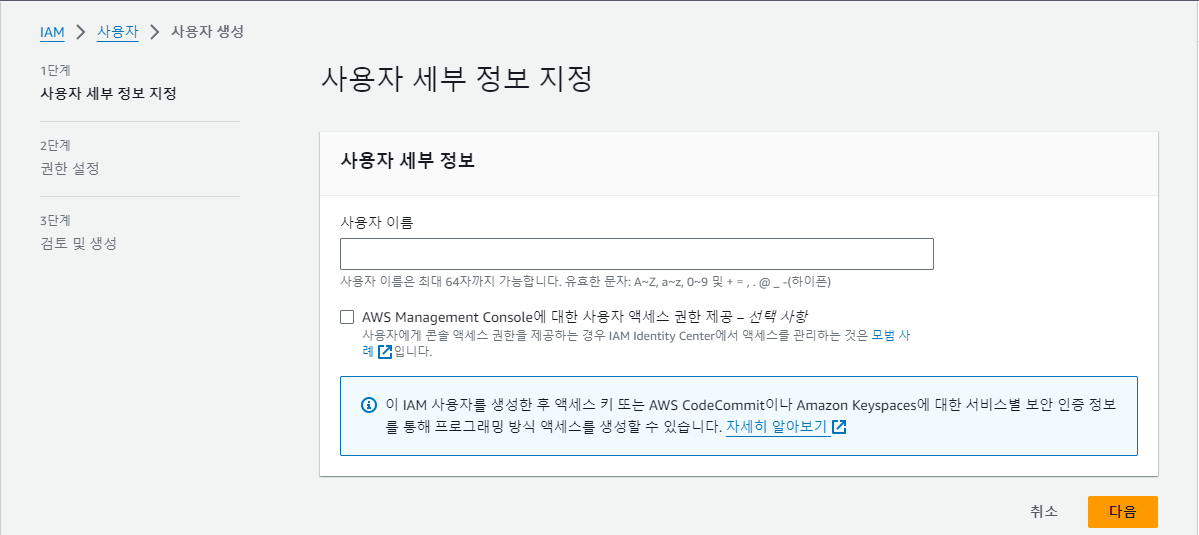 IAM > 사용자 > 사용자 생성
1단계
사용자 세부 정보 지정
2단계
권한 설정
3단계
검토 및 생성
사용자 세부 정보 지정
사용자 세부 정보
사용자 이름
사용자 이름은 최대 64자까지 가능합니다. 유효한 문자: A~Z, a~z, 0~9 및 + = , . @ _ -(하이픈)
AWS Management Console에 대한 사용자 액세스 권한 제공 – 선택 사항
사용자에게 콘솔 액세스 권한을 제공하는 경우 IAM Identity Center에서 액세스를 관리하는 것은 모범 사
례 입니다.
이 IAM 사용자를 생성한 후 액세스 키 또는 AWS CodeCommit이나 Amazon Keyspaces에 대한 서비스별 보안 인증 정보
를 통해 프로그래밍 방식 액세스를 생성할 수 있습니다. 자세히 알아보기
취소
다음